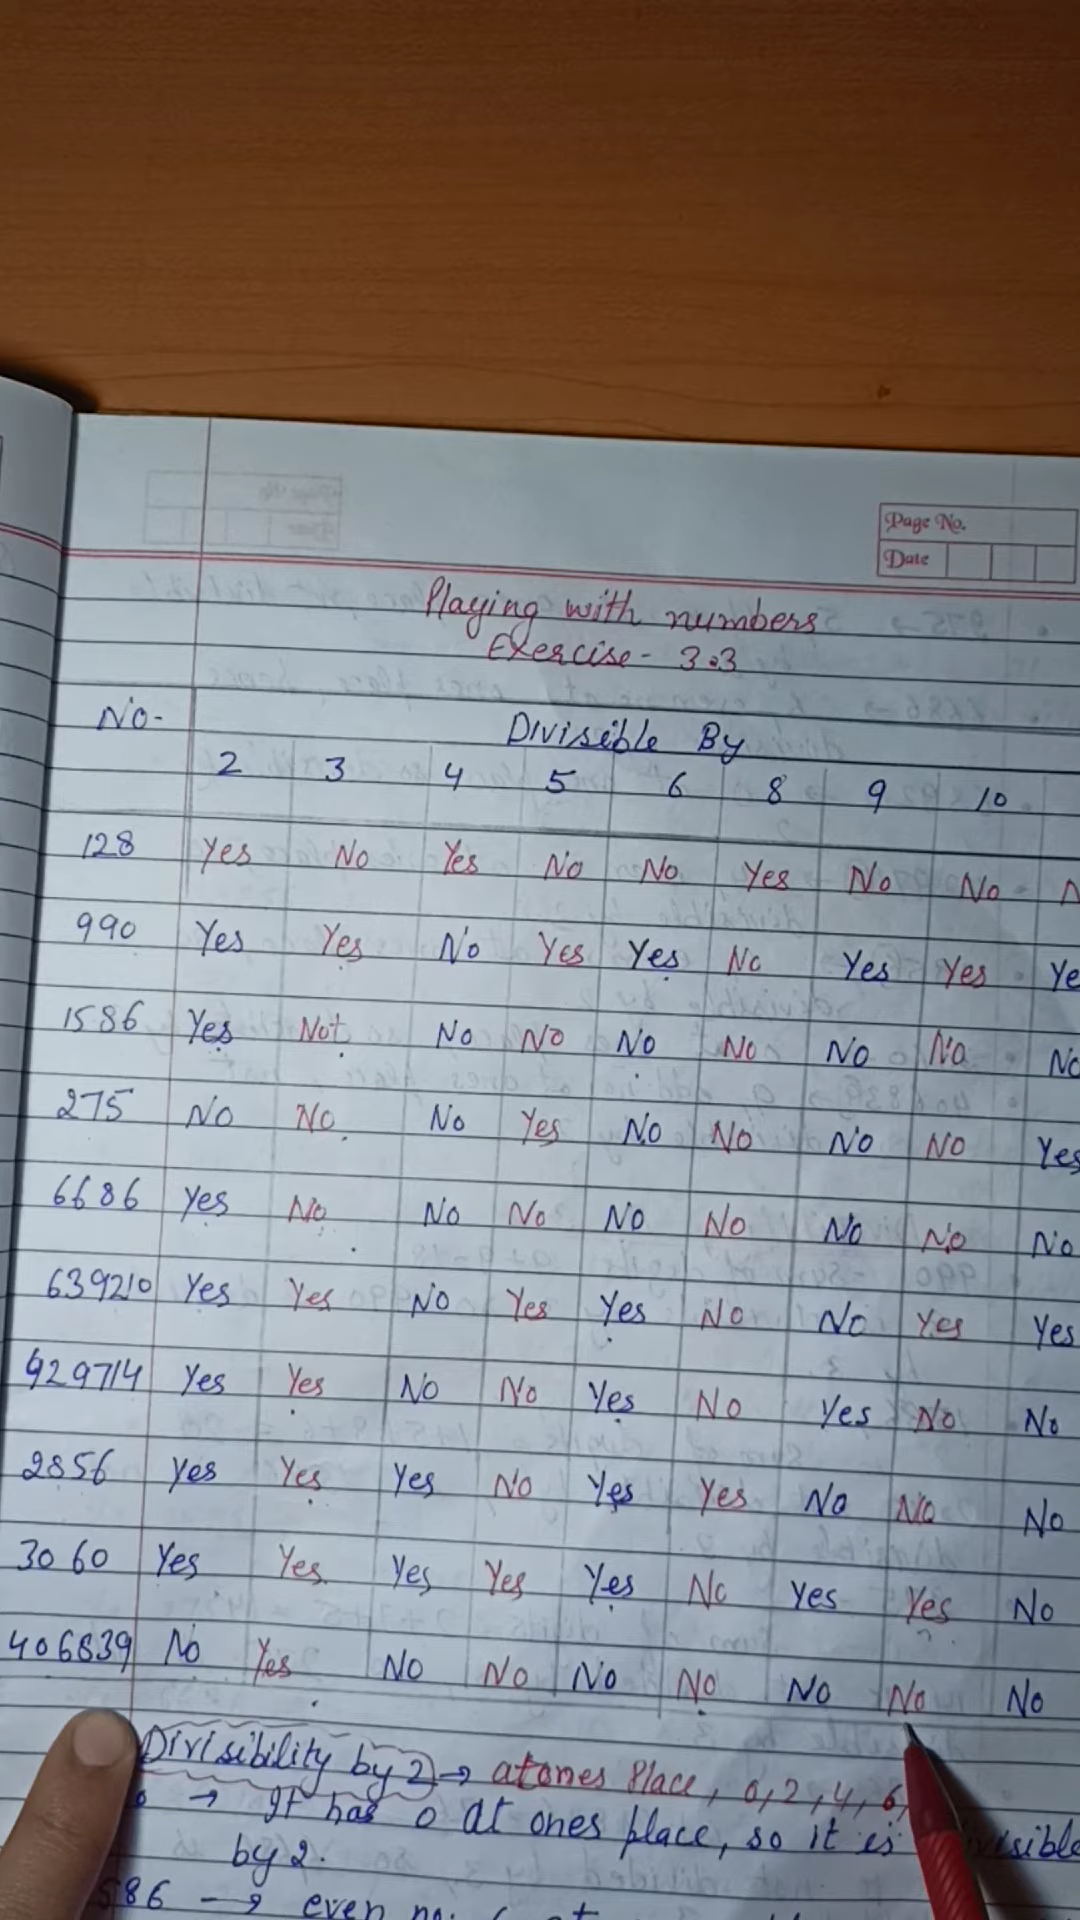 Page No.
Date
Playing with numbers
Exercise - 3.3
No. Divisible By
2 3 4 5 6 8 9 10
128 Yes No Yes No No Yes No No N
990 Yes Yes No Yes Yes No Yes Yes Ye
1586 Yes Not No No No No No No No
275 No No No Yes No No No No Yes
6686 Yes No No No No No No No No
639210 Yes Yes No Yes Yes No No Yes Yes
429714 Yes Yes No No Yes No Yes No No
2856 Yes Yes Yes No Yes Yes No No No
3060 Yes Yes Yes Yes Yes No Yes Yes No
406839 No Yes No No No No No No No
Divisibility by 2 → at ones Place, 0, 2, 4, 6,
→ It has 0 at ones place, so it is
by 2.
586 → even no.